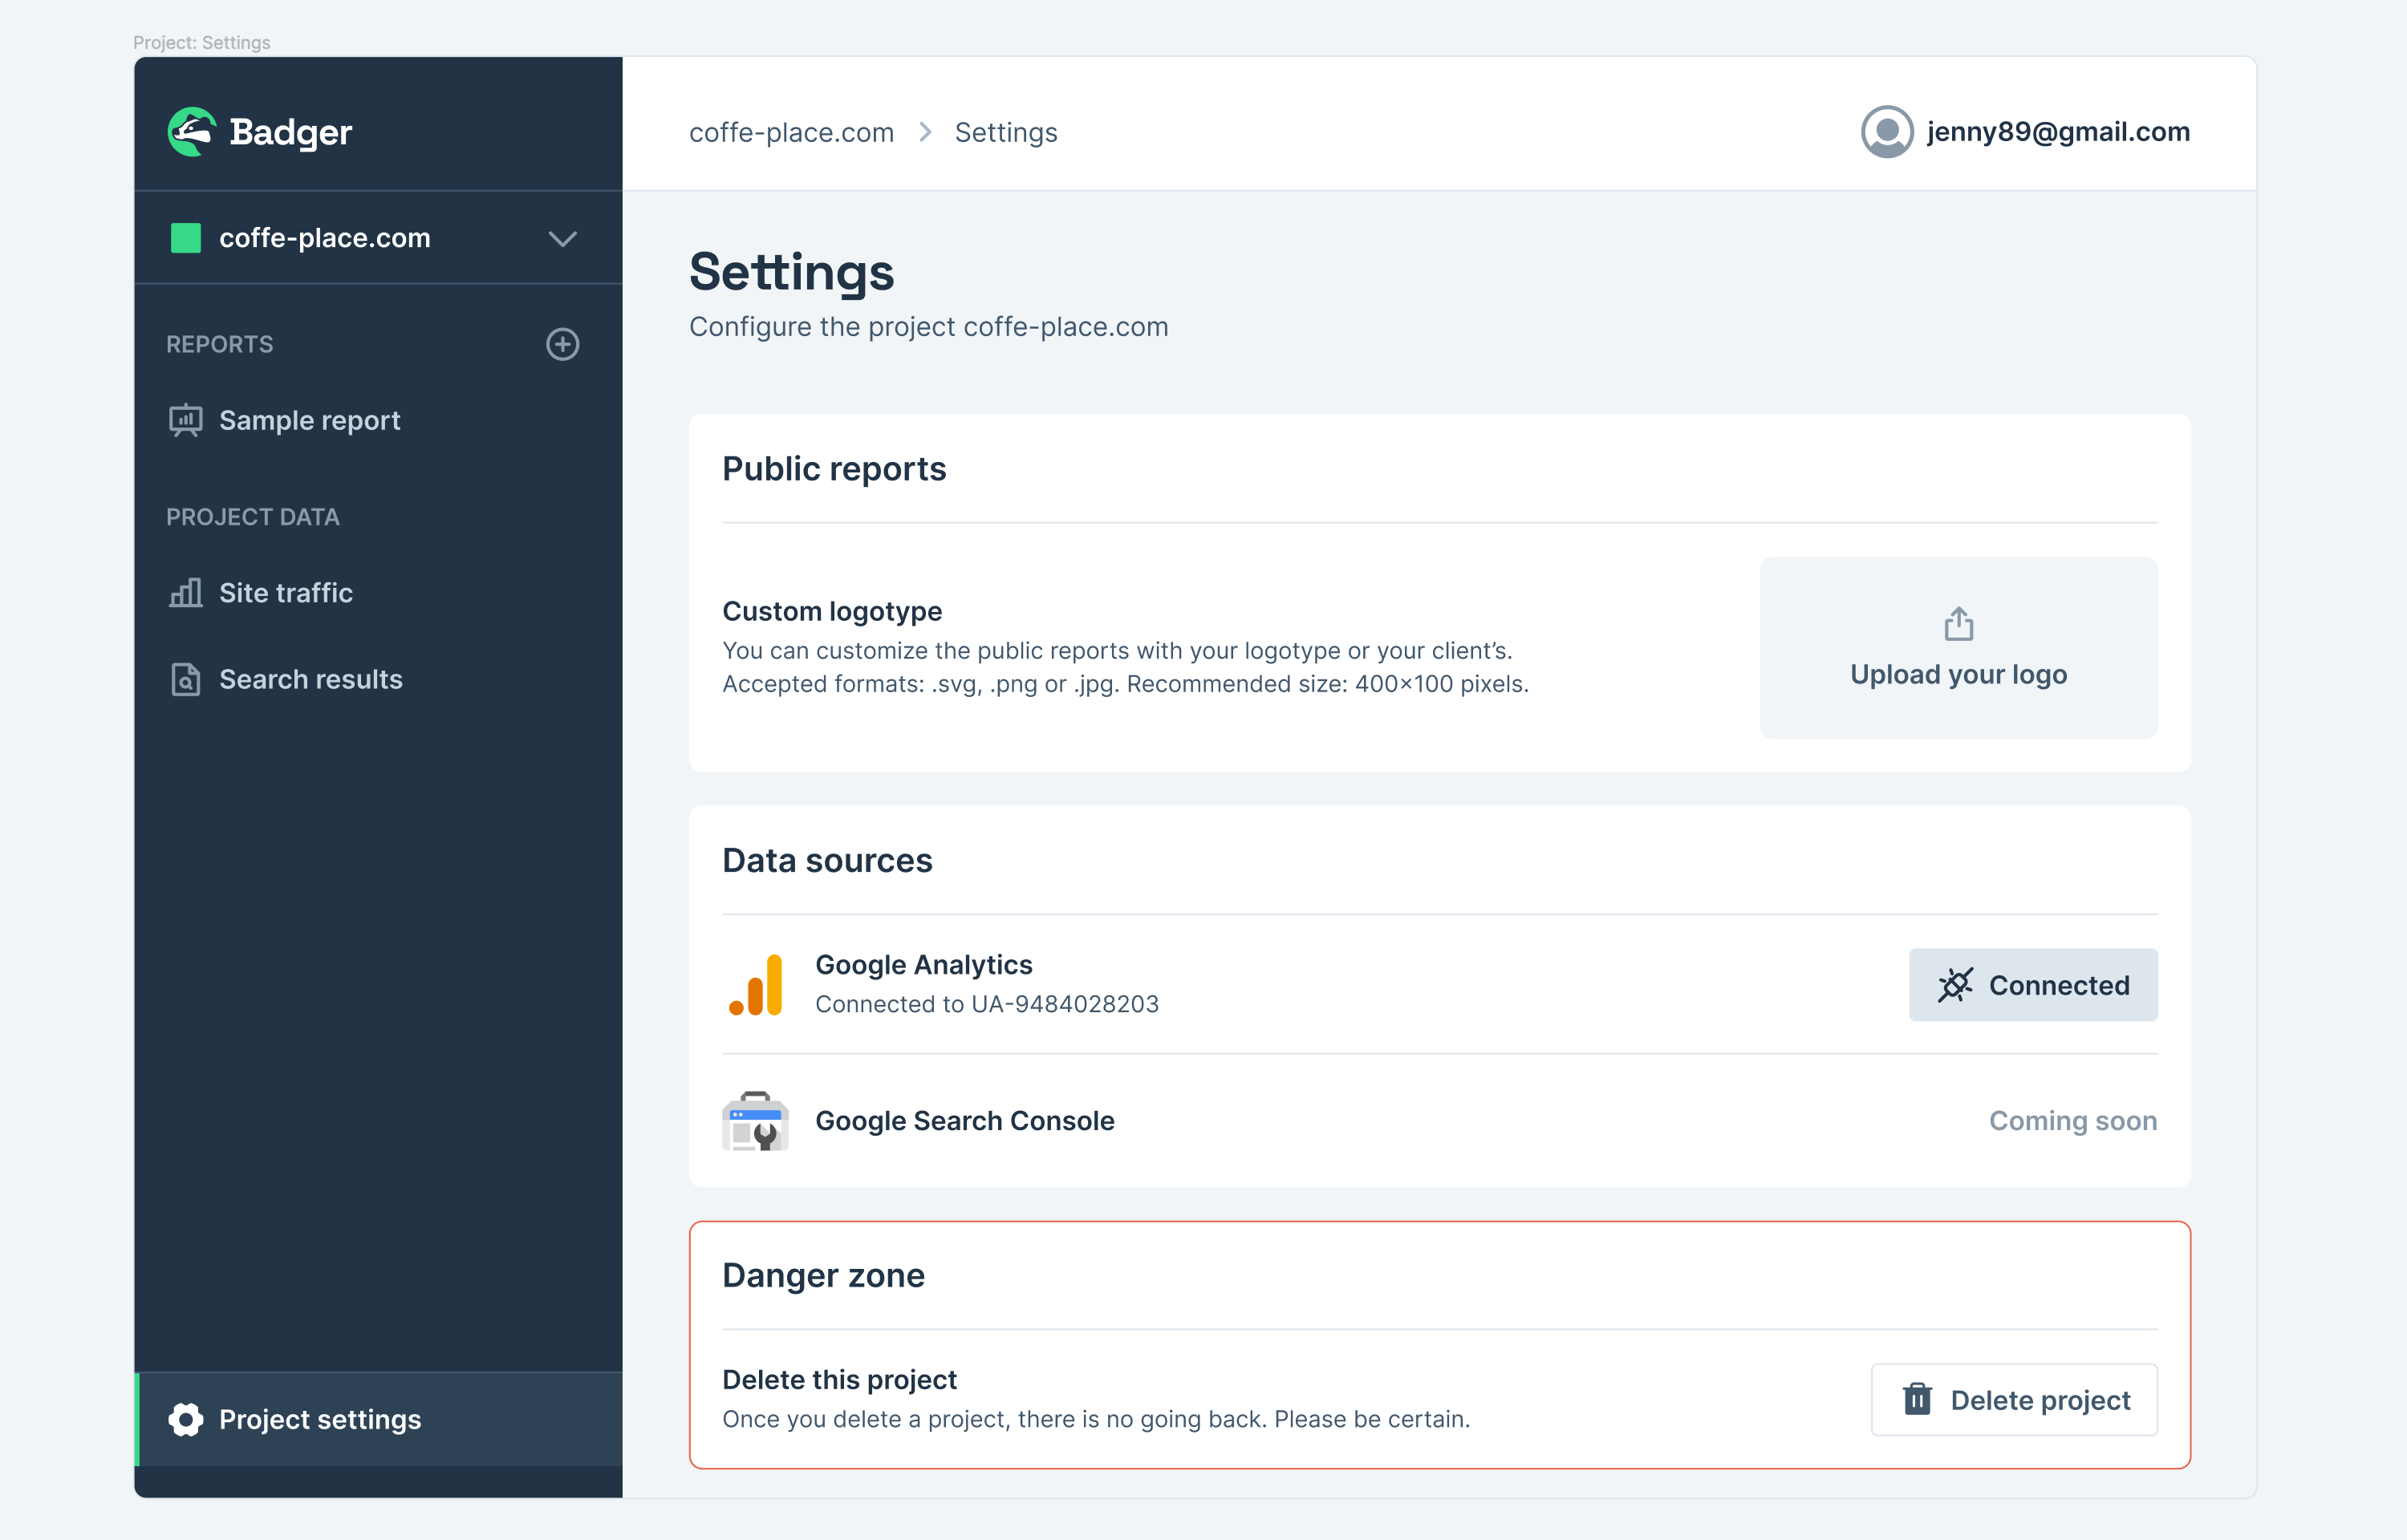 Project: Settings
Badger
coffe-place.com
REPORTS
Sample report
PROJECT DATA
Site traffic
Search results
Project settings
coffe-place.com > Settings
jenny89@gmail.com
Settings
Configure the project coffe-place.com
Public reports
Custom logotype
You can customize the public reports with your logotype or your client’s.
Accepted formats: .svg, .png or .jpg. Recommended size: 400×100 pixels.
Upload your logo
Data sources
Google Analytics
Connected to UA-9484028203
Connected
Google Search Console
Coming soon
Danger zone
Delete this project
Once you delete a project, there is no going back. Please be certain.
Delete project